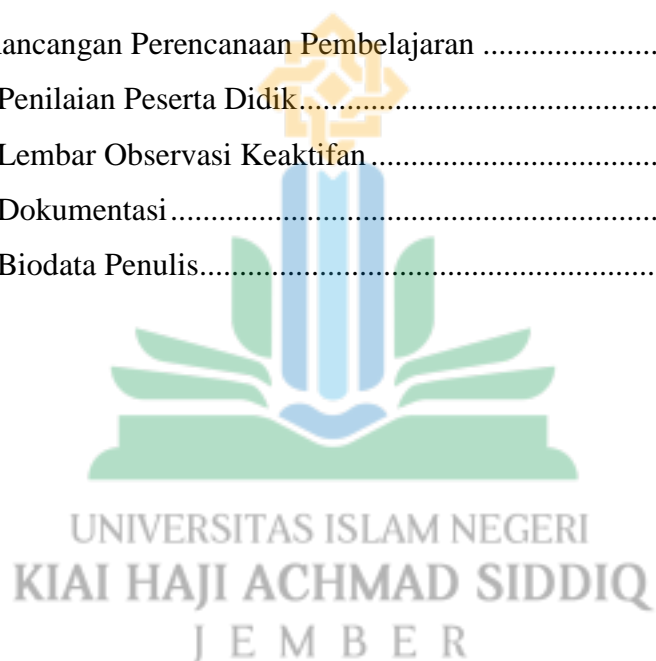 ancangan Perencanaan Pembelajaran ......................
Penilaian Peserta Didik.............................................
Lembar Observasi Keaktifan ....................................
Dokumentasi.............................................................
Biodata Penulis.........................................................
UNIVERSITAS ISLAM NEGERI
KIAI HAJI ACHMAD SIDDIQ
JEMBER